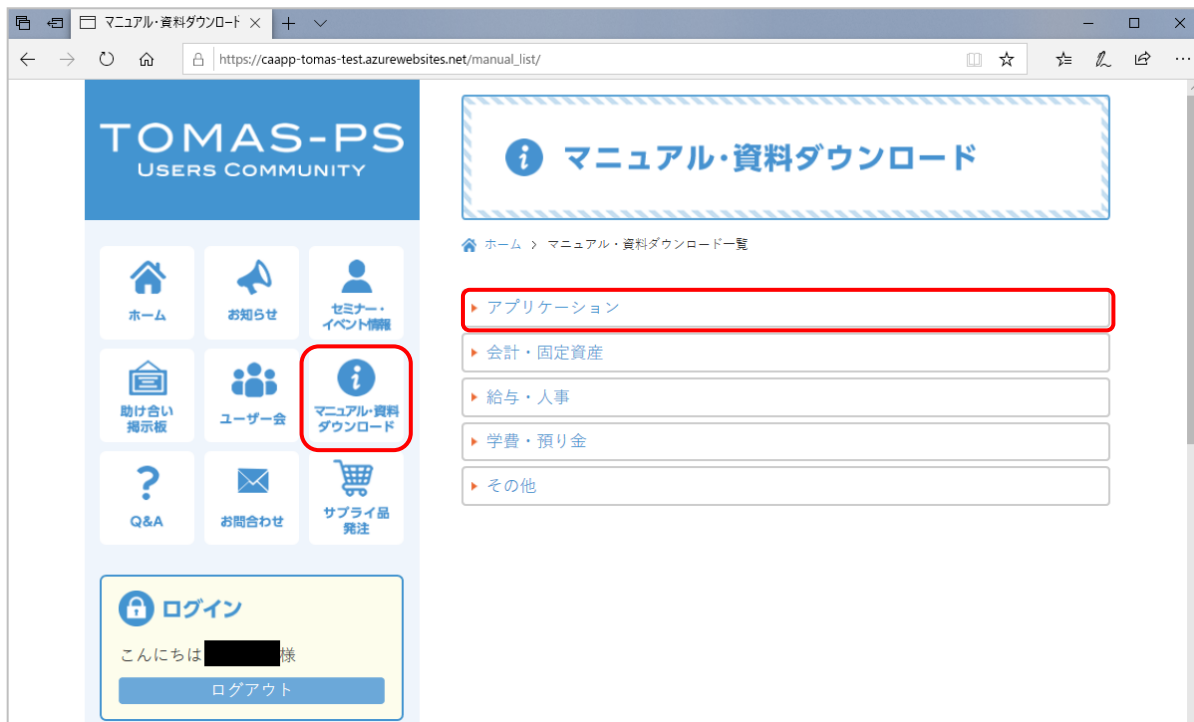 マニュアル・資料ダウンロード
https://caapp-tomas-test.azurewebsites.net/manual_list/
TOMAS-PS
USERS COMMUNITY
ホーム
お知らせ
セミナー・
イベント情報
助け合い
掲示板
ユーザー会
マニュアル・資料
ダウンロード
Q&A
お問合わせ
サプライ品
発注
ログイン
こんにちは 様
ログアウト
マニュアル・資料ダウンロード
ホーム > マニュアル・資料ダウンロード一覧
アプリケーション
会計・固定資産
給与・人事
学費・預り金
その他